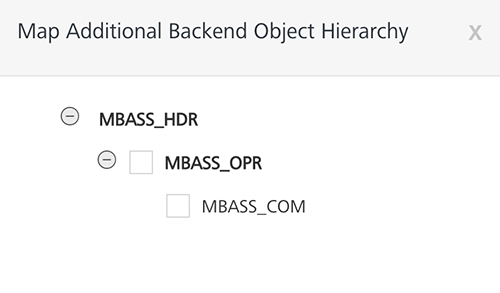 Map Additional Backend Object Hierarchy X
MBASS_HDR
MBASS_OPR
MBASS_COM